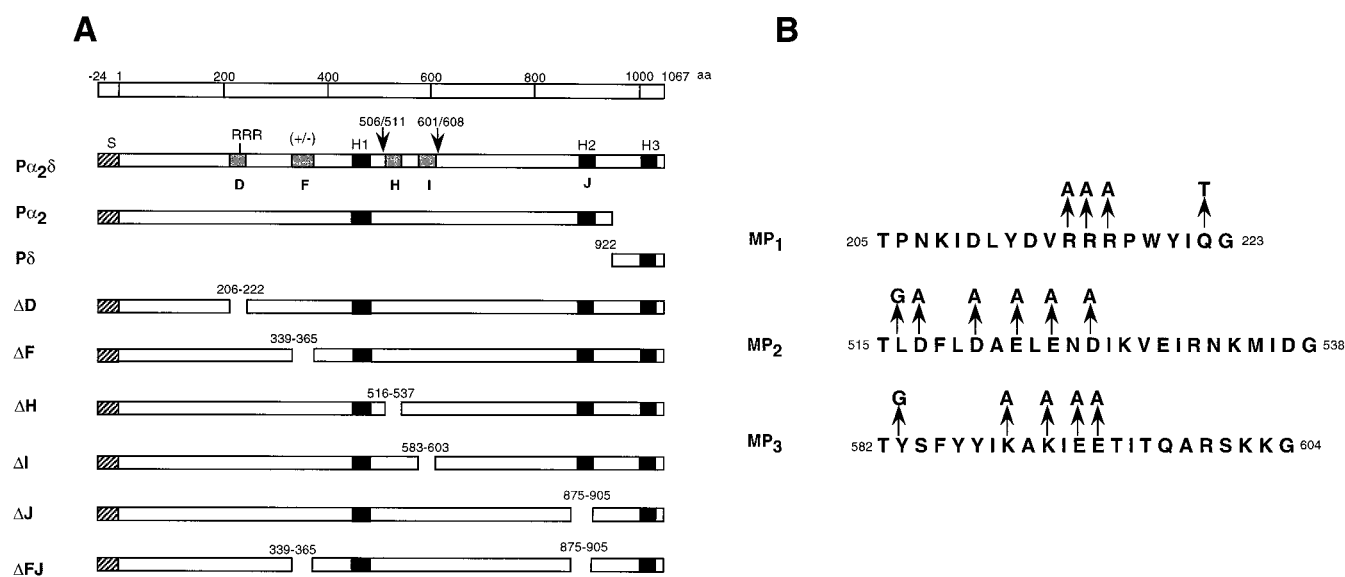 A
-24 1 200 400 600 800 1000 1067 aa
S RRR (+/-) H1 506/511 601/608 H2 H3
Pα2δ
D F H I J
Pα2
Pδ 922
ΔD 206-222
ΔF 339-365
ΔH 516-537
ΔI 583-603
ΔJ 875-905
ΔFJ 339-365 875-905
B
A A A T
MP1 205 T P N K I D L Y D V R R R P W Y I Q G 223
G A A A A A
MP2 515 T L D F L D A E L E N D I K V E I R N K M I D G 538
G A A A A
MP3 582 T Y S F Y Y I K A K I E E T I T Q A R S K K G 604